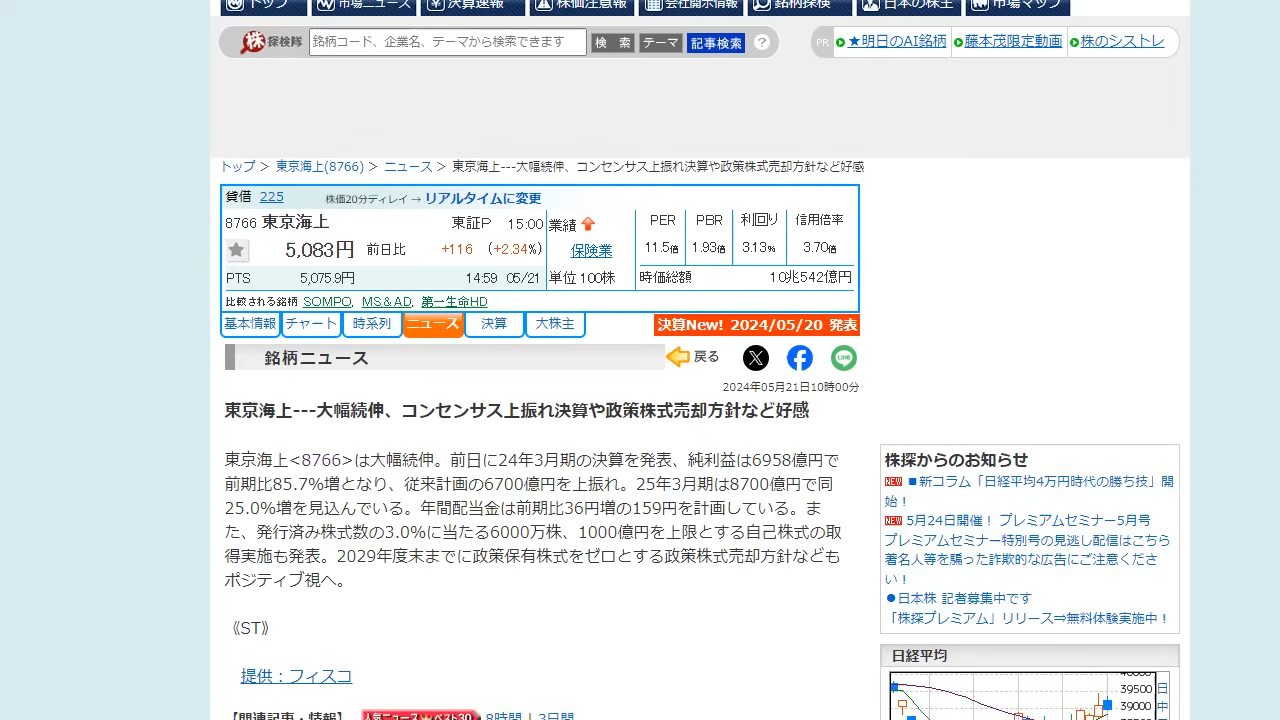 トップ
市場ニュース
決算速報
株価注意報
会社開示情報
銘柄探検
日本の株主
市場マップ
株探検隊 銘柄コード、企業名、テーマから検索できます 検 索 テーマ 記事検索 ?
PR ★明日のAI銘柄 藤本茂限定動画 株のシストレ
トップ > 東京海上(8766) > ニュース > 東京海上---大幅続伸、コンセンサス上振れ決算や政策株式売却方針など好感
貸借 225 株価20分ディレイ → リアルタイムに変更
8766 東京海上 東証P 15:00 業績
5,083円 前日比 +116 (+2.34%) 保険業
PTS 5,075.9円 14:59 05/21 単位 100株
PER PBR 利回り 信用倍率
11.5倍 1.93倍 3.13% 3.70倍
時価総額 10兆542億円
比較される銘柄 SOMPO, MS&AD, 第一生命HD
基本情報 チャート 時系列 ニュース 決算 大株主 決算New! 2024/05/20 発表
銘柄ニュース 戻る
LINE
2024年05月21日10時00分
東京海上---大幅続伸、コンセンサス上振れ決算や政策株式売却方針など好感
東京海上<8766>は大幅続伸。前日に24年3月期の決算を発表、純利益は6958億円で
前期比85.7%増となり、従来計画の6700億円を上振れ。25年3月期は8700億円で同
25.0%増を見込んでいる。年間配当金は前期比36円増の159円を計画している。ま
た、発行済み株式数の3.0%に当たる6000万株、1000億円を上限とする自己株式の取
得実施も発表。2029年度末までに政策保有株式をゼロとする政策株式売却方針なども
ポジティブ視へ。
《ST》
提供：フィスコ
【関連記事・情報】 人気ニュースベスト30 8時間 | 3日間
株探からのお知らせ
NEW ■新コラム「日経平均4万円時代の勝ち技」開
始！
NEW 5月24日開催！ プレミアムセミナー5月号
プレミアムセミナー特別号の見逃し配信はこちら
著名人等を騙った詐欺的な広告にご注意くださ
い！
●日本株 記者募集中です
「株探プレミアム」リリース⇒無料体験実施中！
日経平均
40000
39500 日
39000 中